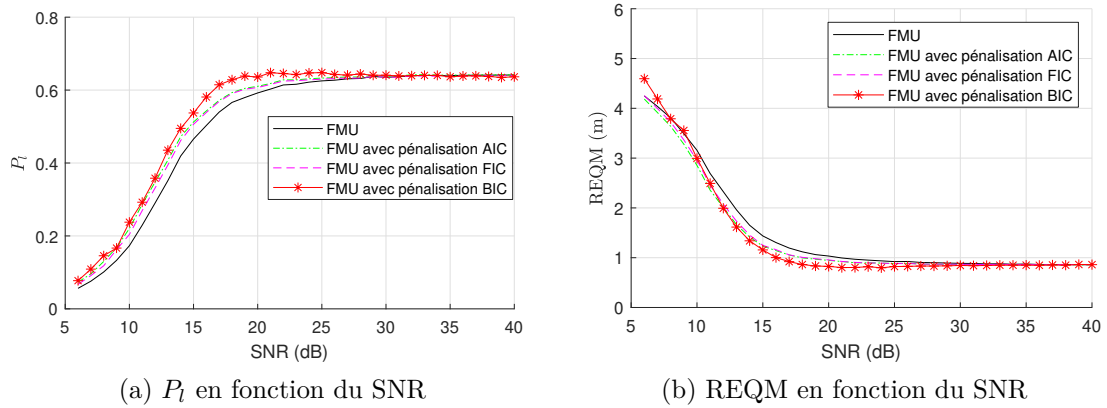 0.8
0.6
0.4
0.2
0
P_l
5 10 15 20 25 30 35 40
SNR (dB)
FMU
FMU avec pénalisation AIC
FMU avec pénalisation FIC
FMU avec pénalisation BIC
(a) P_l en fonction du SNR
6
5
4
3
2
1
0
REQM (m)
5 10 15 20 25 30 35 40
SNR (dB)
FMU
FMU avec pénalisation AIC
FMU avec pénalisation FIC
FMU avec pénalisation BIC
(b) REQM en fonction du SNR